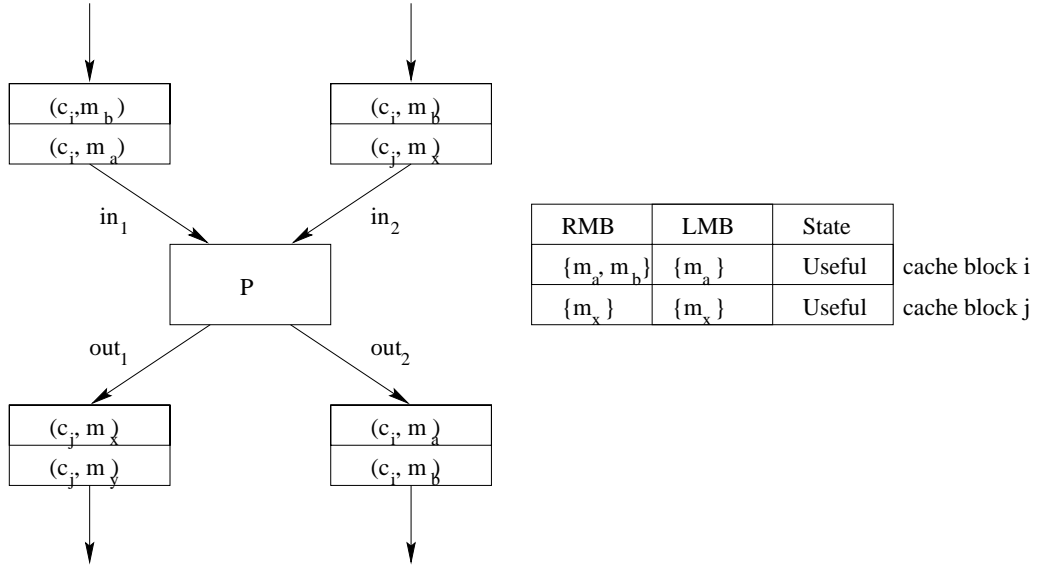 (c_i,m_b)
(c_i, m_a)
(c_i, m_b)
(c_j, m_x)
in_1
in_2
P
out_1
out_2
(c_j, m_x)
(c_j, m_y)
(c_i, m_a)
(c_i, m_b)
RMB LMB State
{m_a, m_b} {m_a} Useful cache block i
{m_x} {m_x} Useful cache block j